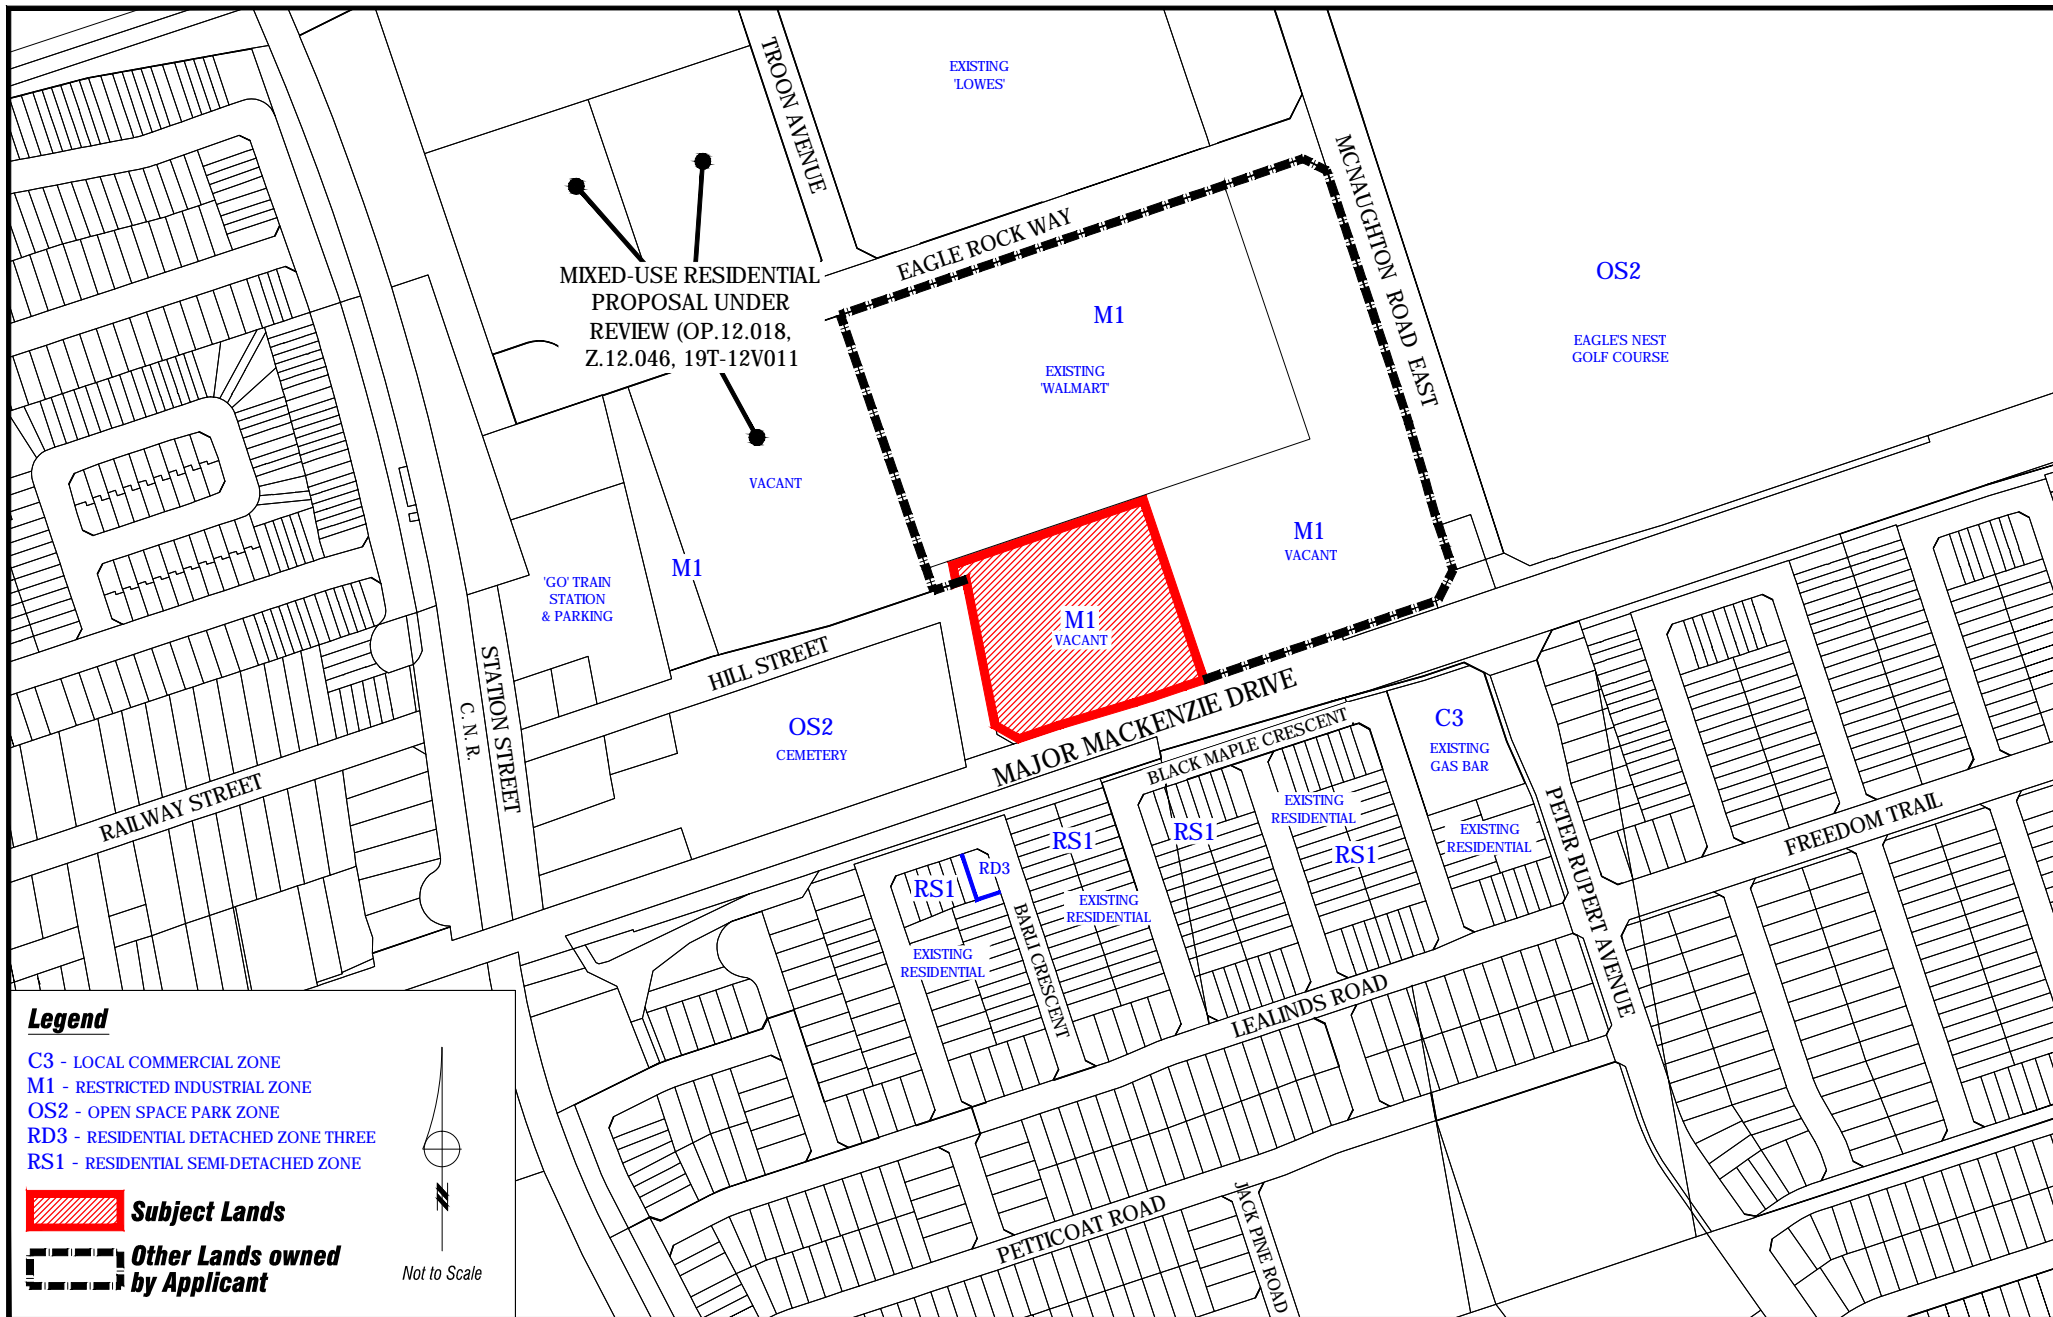 TROON AVENUE
EXISTING
'LOWES'
MCNAUGHTON ROAD EAST
OS2
EAGLE'S NEST
GOLF COURSE
MIXED-USE RESIDENTIAL
PROPOSAL UNDER
REVIEW (OP.12.018,
Z.12.046, 19T-12V011
EAGLE ROCK WAY
M1
EXISTING
'WALMART'
VACANT
M1
'GO' TRAIN
STATION
& PARKING
M1
VACANT
M1
VACANT
HILL STREET
STATION STREET
C. N. R.
RAILWAY STREET
OS2
CEMETERY
MAJOR MACKENZIE DRIVE
BLACK MAPLE CRESCENT
C3
EXISTING
GAS BAR
EXISTING
RESIDENTIAL
PETER RUPERT AVENUE
FREEDOM TRAIL
RS1
RS1
EXISTING
RESIDENTIAL
RS1
RS1
RD3
EXISTING
RESIDENTIAL
EXISTING
RESIDENTIAL
BARLI CRESCENT
LEALINDS ROAD
PETTICOAT ROAD
JACK PINE ROAD
Legend
C3 - LOCAL COMMERCIAL ZONE
M1 - RESTRICTED INDUSTRIAL ZONE
OS2 - OPEN SPACE PARK ZONE
RD3 - RESIDENTIAL DETACHED ZONE THREE
RS1 - RESIDENTIAL SEMI-DETACHED ZONE
Subject Lands
Other Lands owned
by Applicant
N
Not to Scale